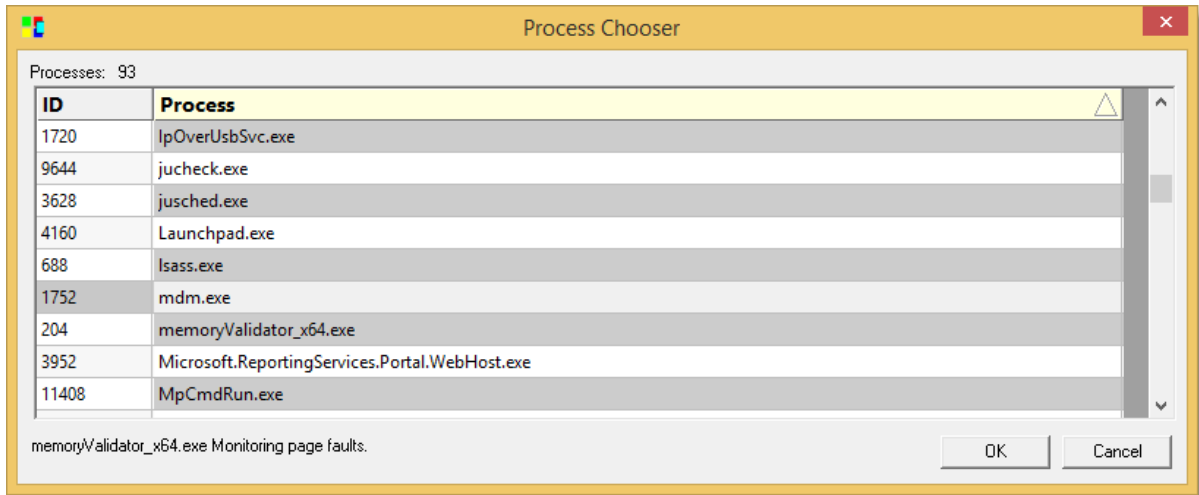 Process Chooser
Processes: 93
ID Process
1720 IpOverUsbSvc.exe
9644 jucheck.exe
3628 jusched.exe
4160 Launchpad.exe
688 lsass.exe
1752 mdm.exe
204 memoryValidator_x64.exe
3952 Microsoft.ReportingServices.Portal.WebHost.exe
11408 MpCmdRun.exe
memoryValidator_x64.exe Monitoring page faults.
OK Cancel